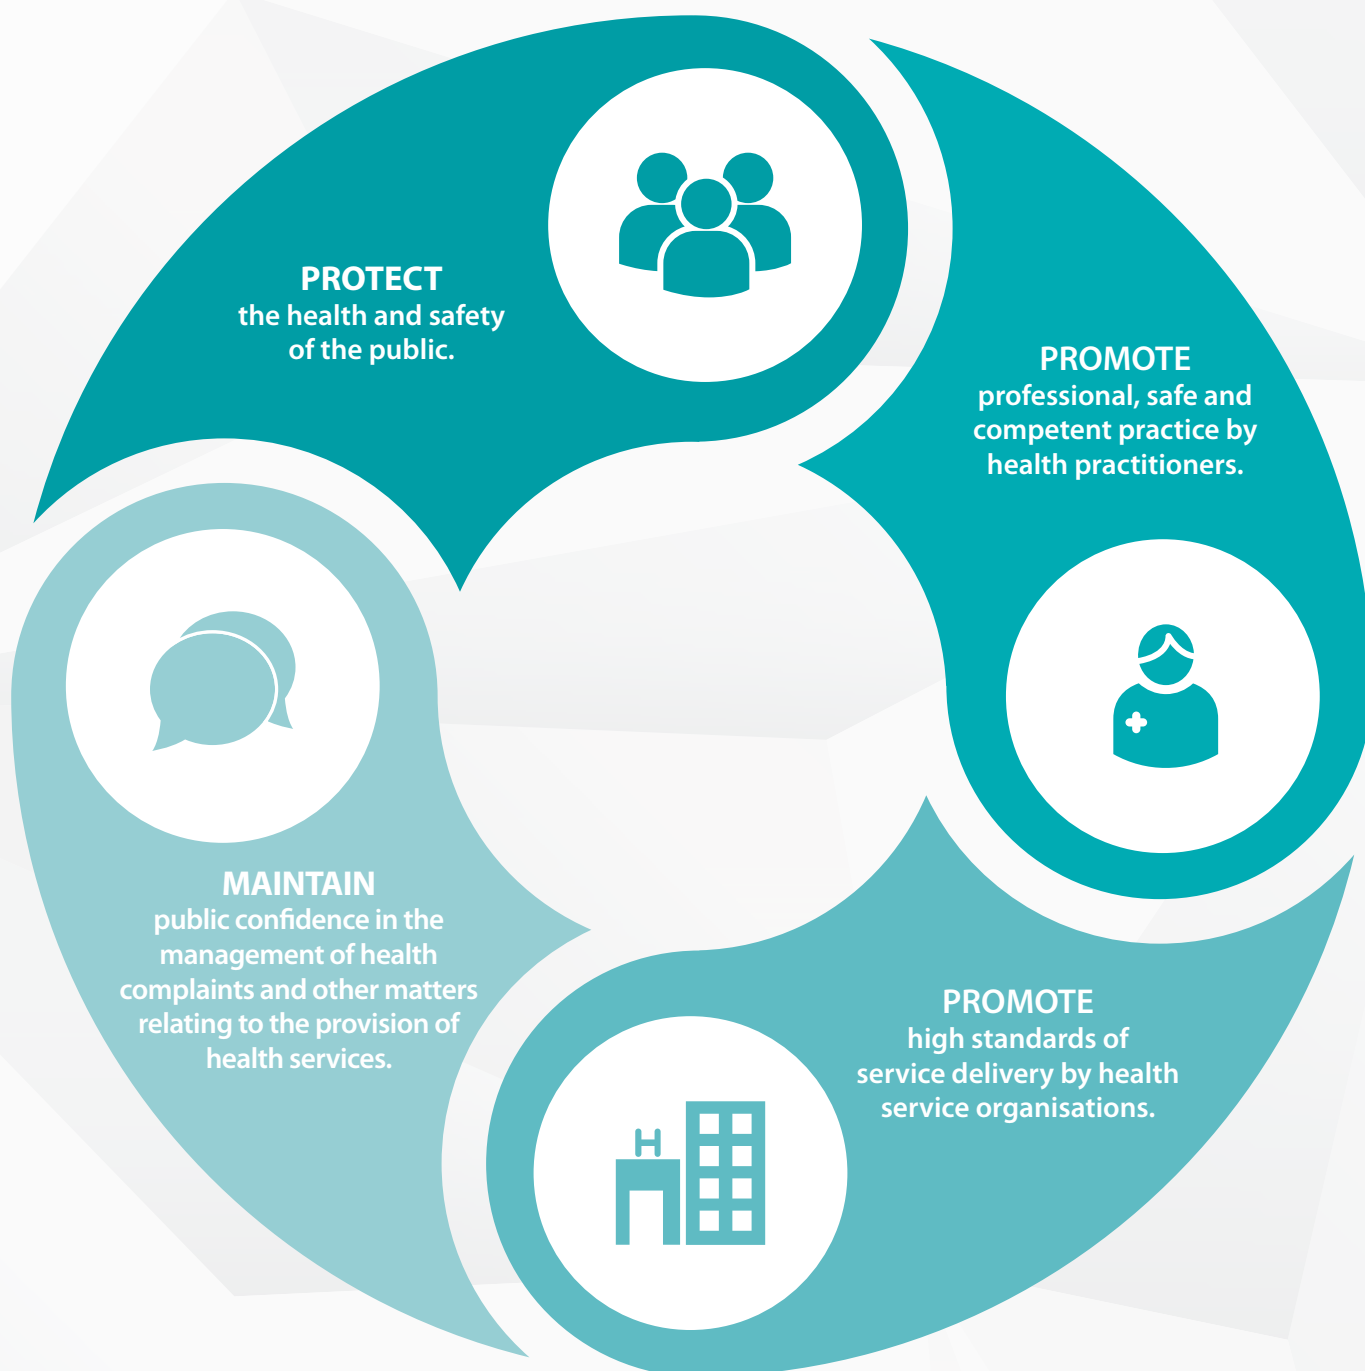 PROTECT
the health and safety
of the public.
PROMOTE
professional, safe and
competent practice by
health practitioners.
MAINTAIN
public confidence in the
management of health
complaints and other matters
relating to the provision of
health services.
PROMOTE
high standards of
service delivery by health
service organisations.
H